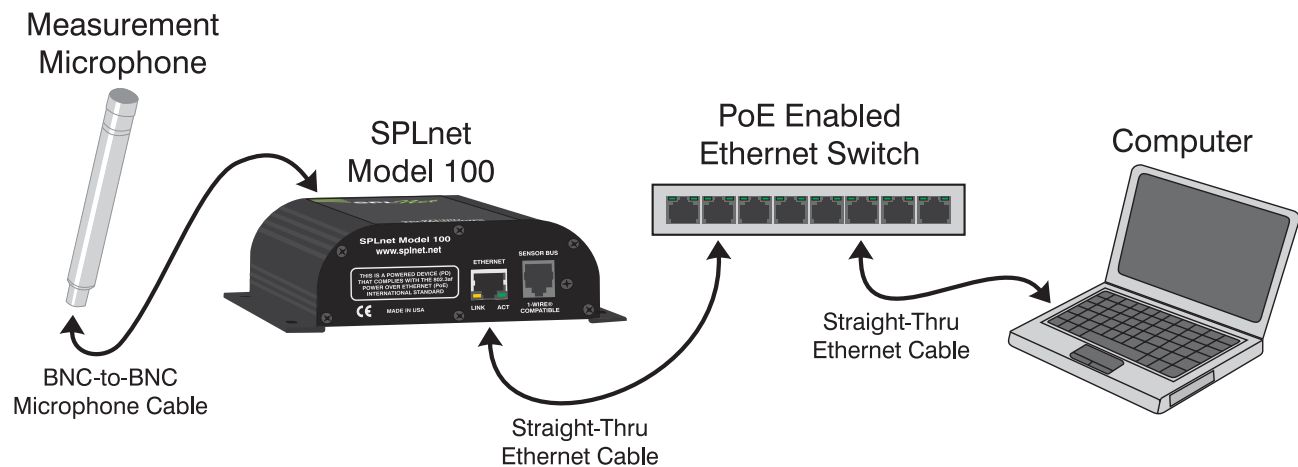 Measurement
Microphone
SPLnet
Model 100
PoE Enabled
Ethernet Switch
Computer
SPLnet
SPLnet Model 100
www.splnet.net
THIS IS A POWERED DEVICE (PD)
THAT COMPLIES WITH THE 802.3af
POWER OVER ETHERNET (PoE)
INTERNATIONAL STANDARD
CE
MADE IN USA
ETHERNET
LINK ACT
SENSOR BUS
1-WIRE®
COMPATIBLE
BNC-to-BNC
Microphone Cable
Straight-Thru
Ethernet Cable
Straight-Thru
Ethernet Cable